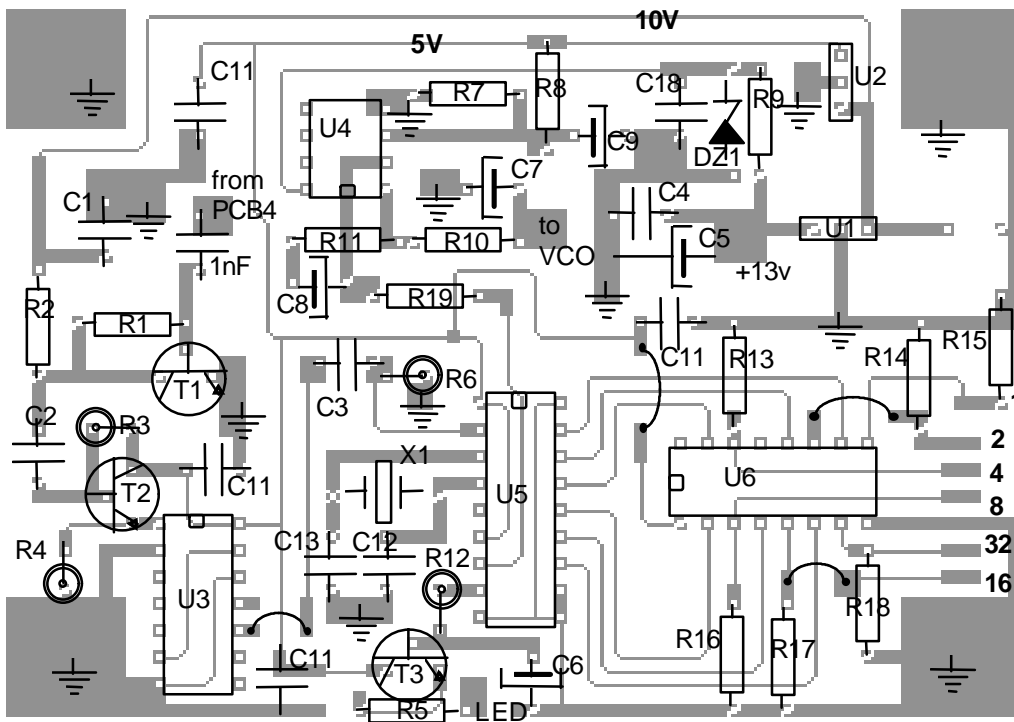 10V
5V
C11
U2
R7
R8
C18
R9
U4
C9
DZ1
from
PCB4
C7
C1
C4
to
VCO
R11
R10
C5
U1
1nF
+13v
C8
R19
R2
R1
R15
C11
R13
R14
T1
R6
C3
C2
R3
1
2
X1
U6
4
T2
C11
U5
8
R4
C13
C12
R12
32
16
U3
R18
R16
R17
C11
T3
C6
R5
LED